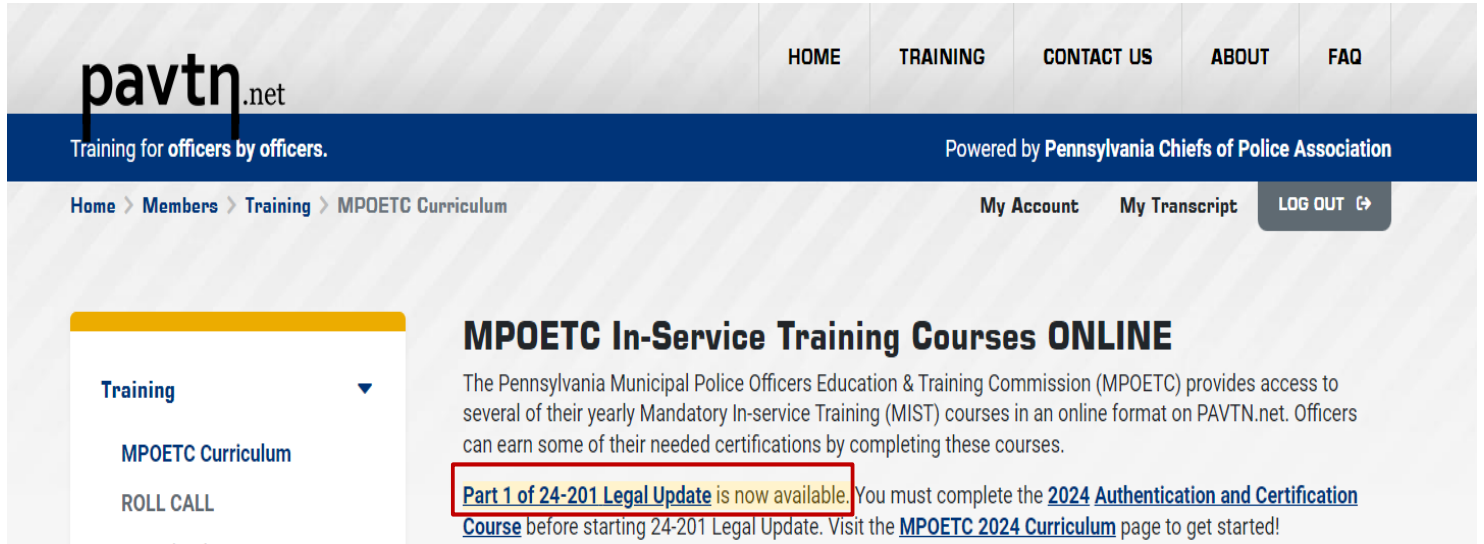 pavtn.net
HOME TRAINING CONTACT US ABOUT FAQ
Training for officers by officers.
Powered by Pennsylvania Chiefs of Police Association
Home > Members > Training > MPOETC Curriculum
My Account My Transcript LOG OUT
Training
MPOETC Curriculum
ROLL CALL
MPOETC In-Service Training Courses ONLINE
The Pennsylvania Municipal Police Officers Education & Training Commission (MPOETC) provides access to
several of their yearly Mandatory In-service Training (MIST) courses in an online format on PAVTN.net. Officers
can earn some of their needed certifications by completing these courses.
Part 1 of 24-201 Legal Update is now available. You must complete the 2024 Authentication and Certification
Course before starting 24-201 Legal Update. Visit the MPOETC 2024 Curriculum page to get started!